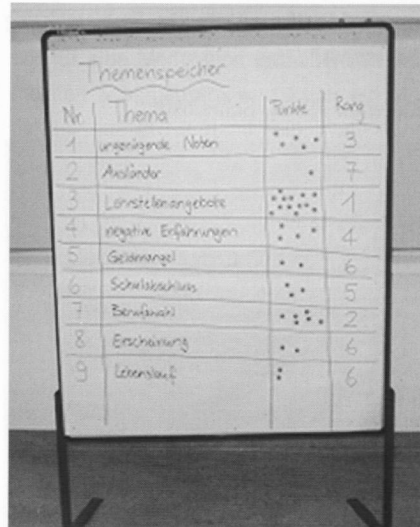 Themenspeicher
Nr. Thema Punkte Rang
1 ungenügende Noten 3
2 Ausländer 7
3 Lehrstellenangebote 1
4 negative Erfahrungen 4
5 Geldmangel 6
6 Schulabschluss 5
7 Berufswahl 2
8 Erscheinung 6
9 Lebenslauf 6